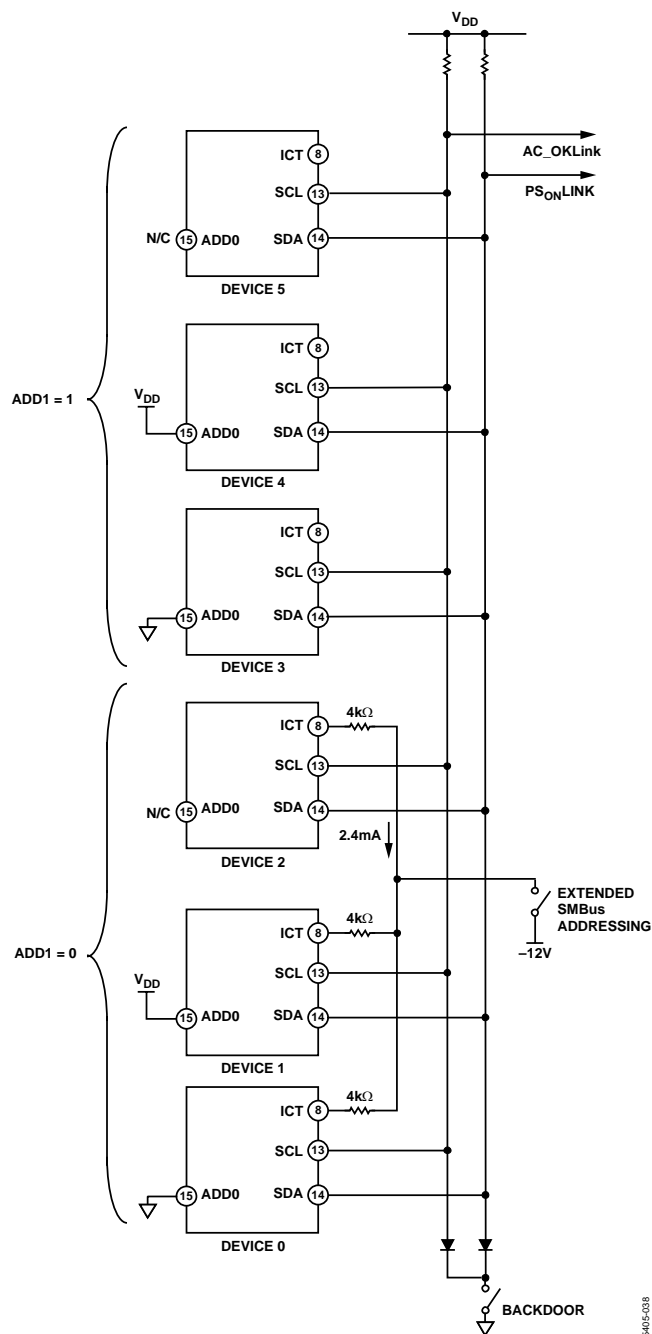 VDD
AC_OKLink
PSONLINK
ICT 8
SCL 13
N/C 15 ADD0 SDA 14
DEVICE 5
ICT 8
SCL 13
VDD
15 ADD0 SDA 14
DEVICE 4
ADD1 = 1
ICT 8
SCL 13
15 ADD0 SDA 14
DEVICE 3
ICT 8 4kΩ
SCL 13
N/C 15 ADD0 SDA 14
DEVICE 2
2.4mA
EXTENDED
SMBus
ADDRESSING
–12V
ICT 8 4kΩ
SCL 13
ADD1 = 0
VDD
15 ADD0 SDA 14
DEVICE 1
ICT 8 4kΩ
SCL 13
15 ADD0 SDA 14
DEVICE 0
BACKDOOR